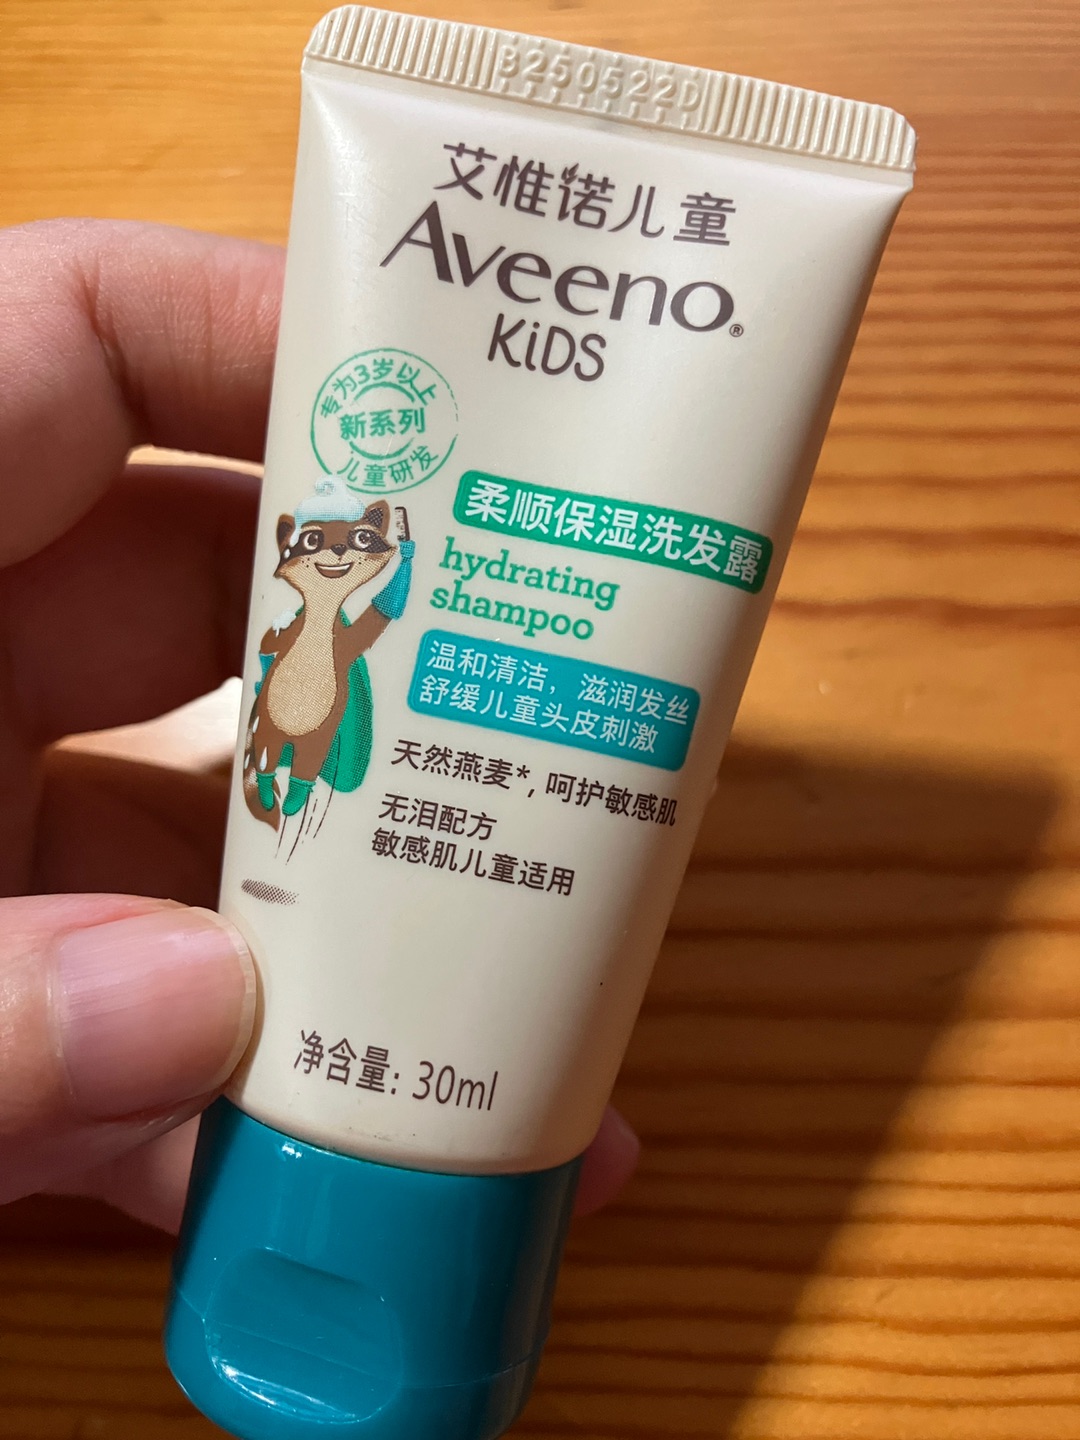 B250522D
艾惟诺儿童
Aveeno®
KiDS
专为3岁以上
新系列
儿童研发
柔顺保湿洗发露
hydrating
shampoo
温和清洁，滋润发丝
舒缓儿童头皮刺激
天然燕麦*, 呵护敏感肌
无泪配方
敏感肌儿童适用
净含量: 30ml